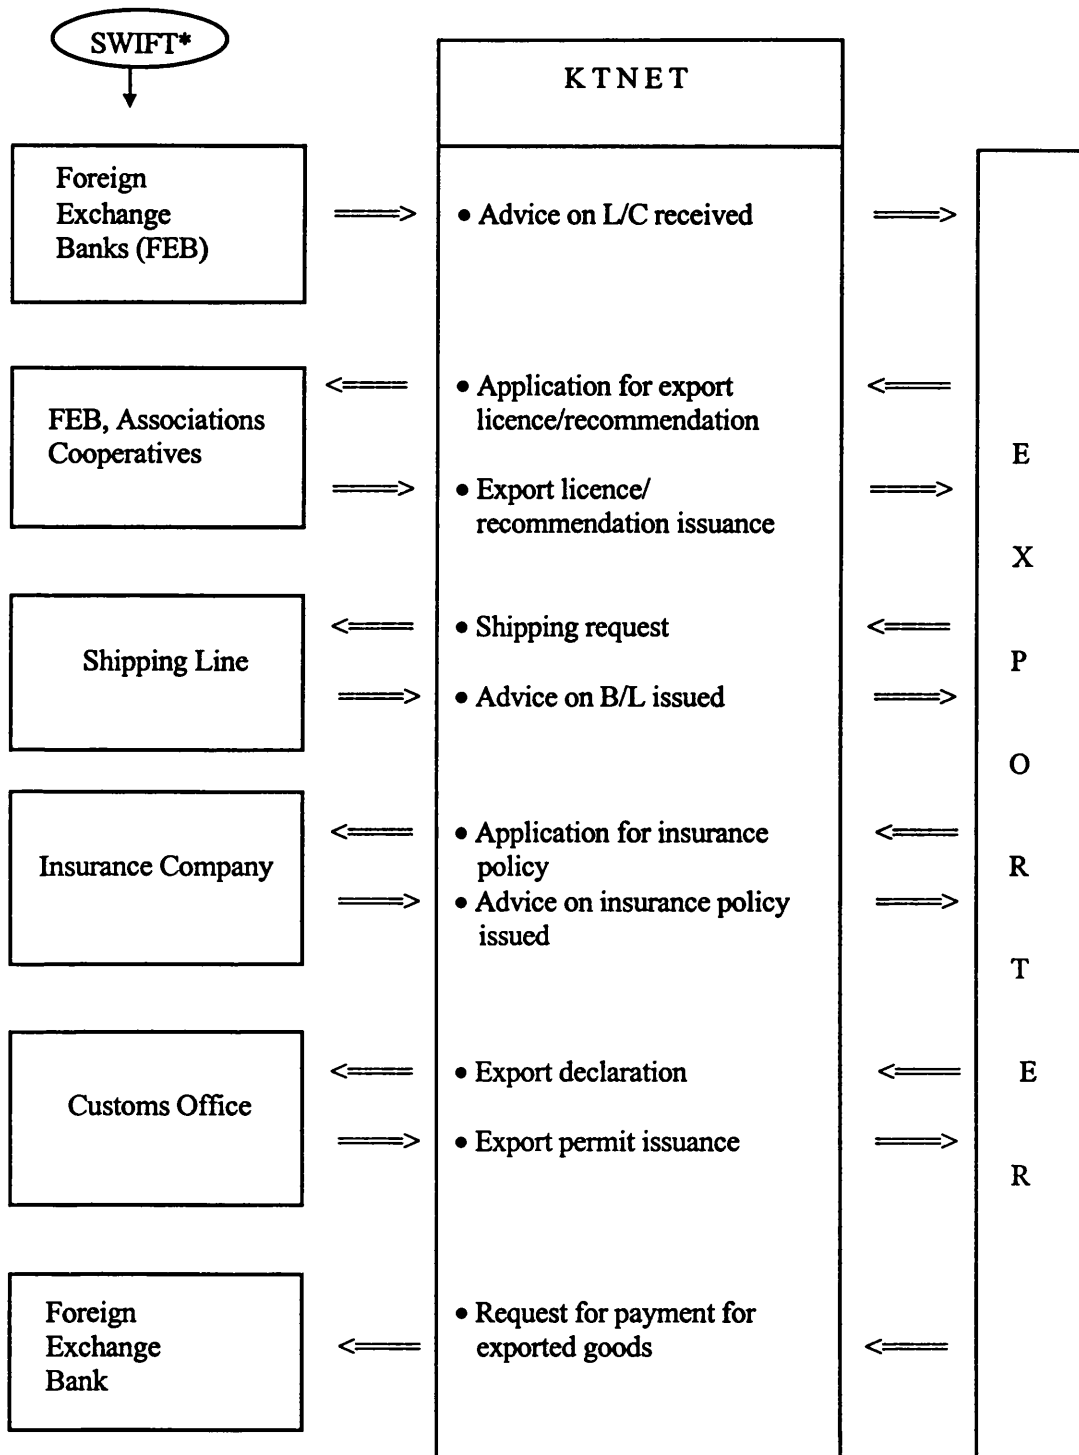 SWIFT*
KTNET
Foreign
Exchange
Banks (FEB)
• Advice on L/C received
FEB, Associations
Cooperatives
• Application for export
licence/recommendation
• Export licence/
recommendation issuance
Shipping Line
• Shipping request
• Advice on B/L issued
Insurance Company
• Application for insurance
policy
• Advice on insurance policy
issued
Customs Office
• Export declaration
• Export permit issuance
Foreign
Exchange
Bank
• Request for payment for
exported goods
E
X
P
O
R
T
E
R